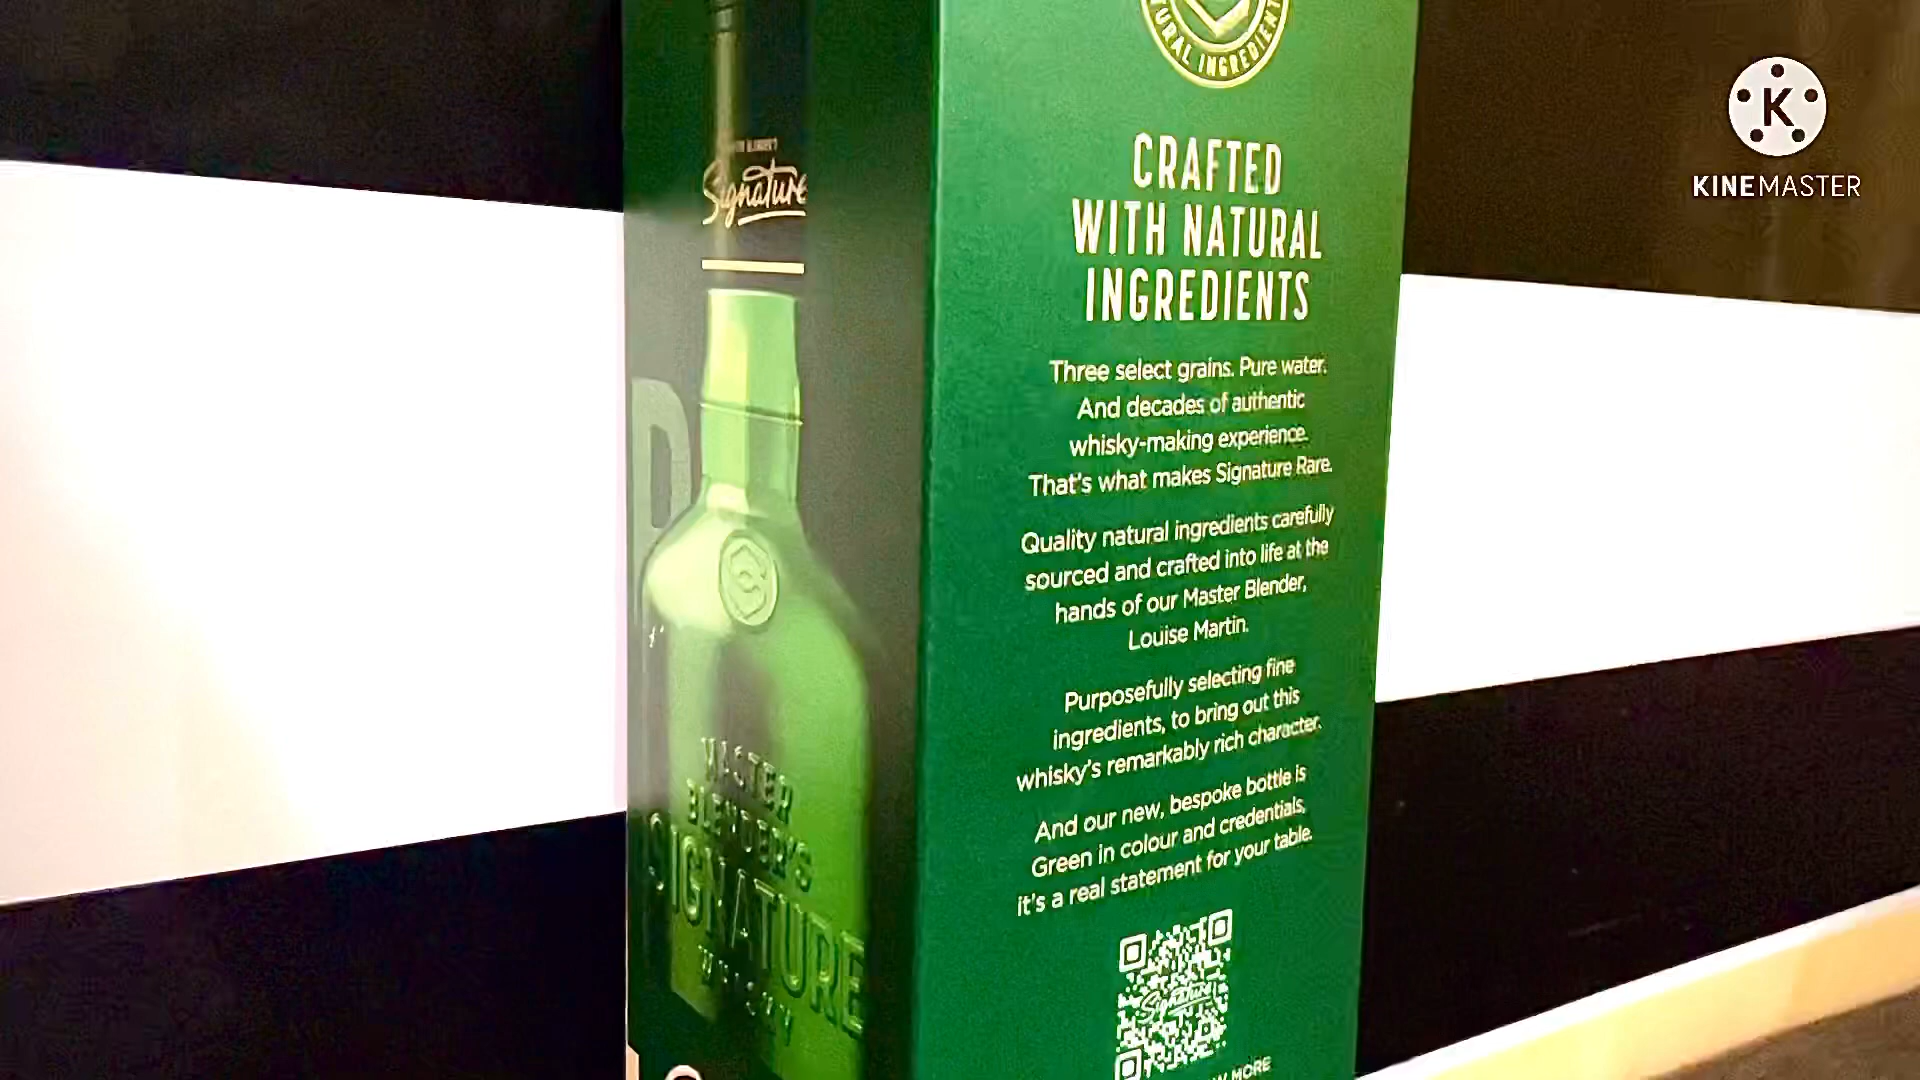 Signature
MASTER
BLENDER'S
SIGNATURE
WHISKY
NATURAL INGREDIENTS
CRAFTED
WITH NATURAL
INGREDIENTS
Three select grains. Pure water.
And decades of authentic
whisky-making experience.
That's what makes Signature Rare.
Quality natural ingredients carefully
sourced and crafted into life at the
hands of our Master Blender,
Louise Martin.
Purposefully selecting fine
ingredients, to bring out this
whisky's remarkably rich character.
And our new, bespoke bottle is
Green in colour and credentials,
it's a real statement for your table.
Signature
MORE
K
KINEMASTER